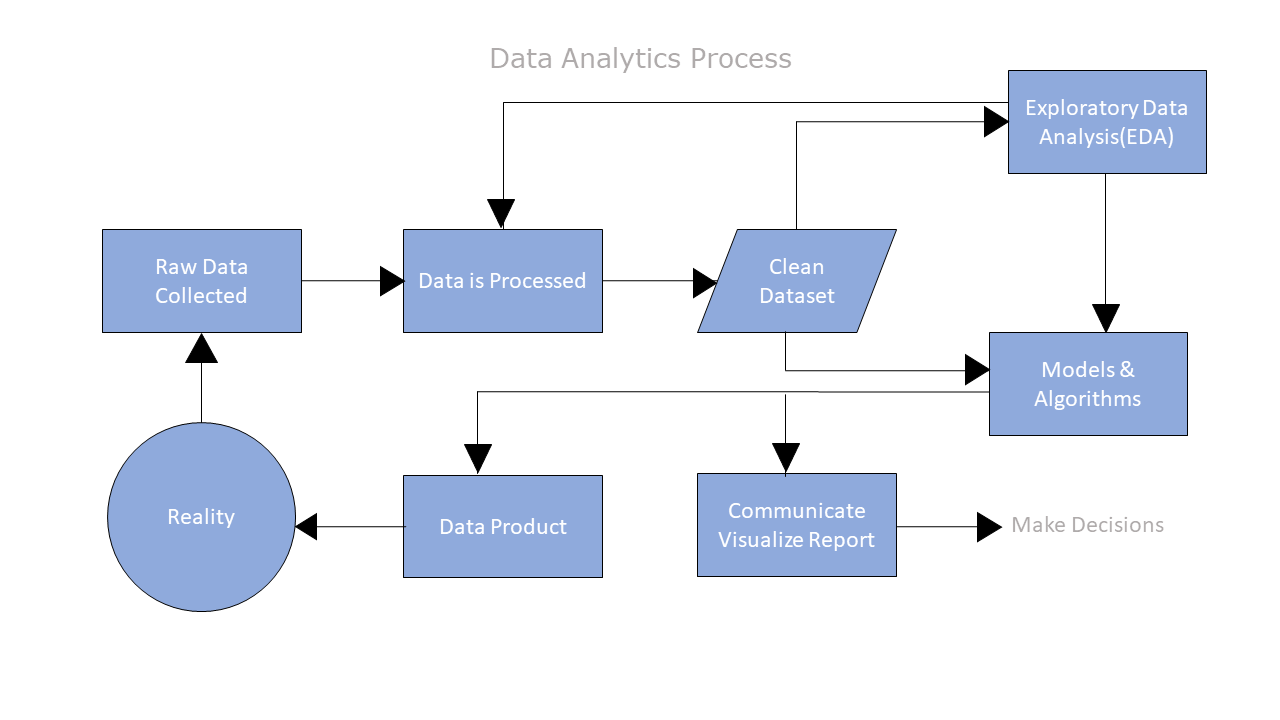 Data Analytics Process
Exploratory Data
Analysis(EDA)
Raw Data
Collected
Data is Processed
Clean
Dataset
Models &
Algorithms
Reality
Data Product
Communicate
Visualize Report
Make Decisions